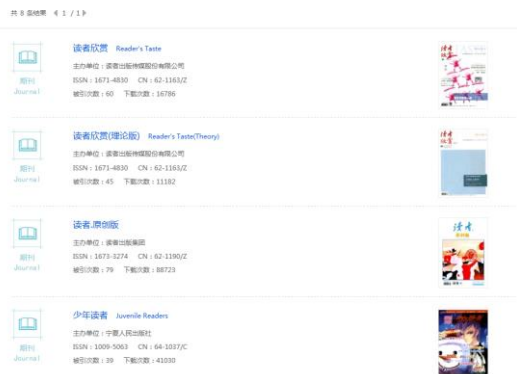 共 8 条结果 1 / 1
读者欣赏 Reader's Taste
主办单位：读者出版传媒股份有限公司
ISSN：1671-4830 CN：62-1163/Z
被引次数：60 下载次数：16786
期刊
Journal
读者欣赏(理论版) Reader's Taste(Theory)
主办单位：读者出版传媒股份有限公司
ISSN：1671-4830 CN：62-1163/Z
被引次数：45 下载次数：11182
期刊
Journal
读者.原创版
主办单位：读者出版集团
ISSN：1673-3274 CN：62-1190/Z
被引次数：79 下载次数：88723
期刊
Journal
少年读者 Juvenile Readers
主办单位：宁夏人民出版社
ISSN：1009-5063 CN：64-1037/C
被引次数：39 下载次数：41030
期刊
Journal